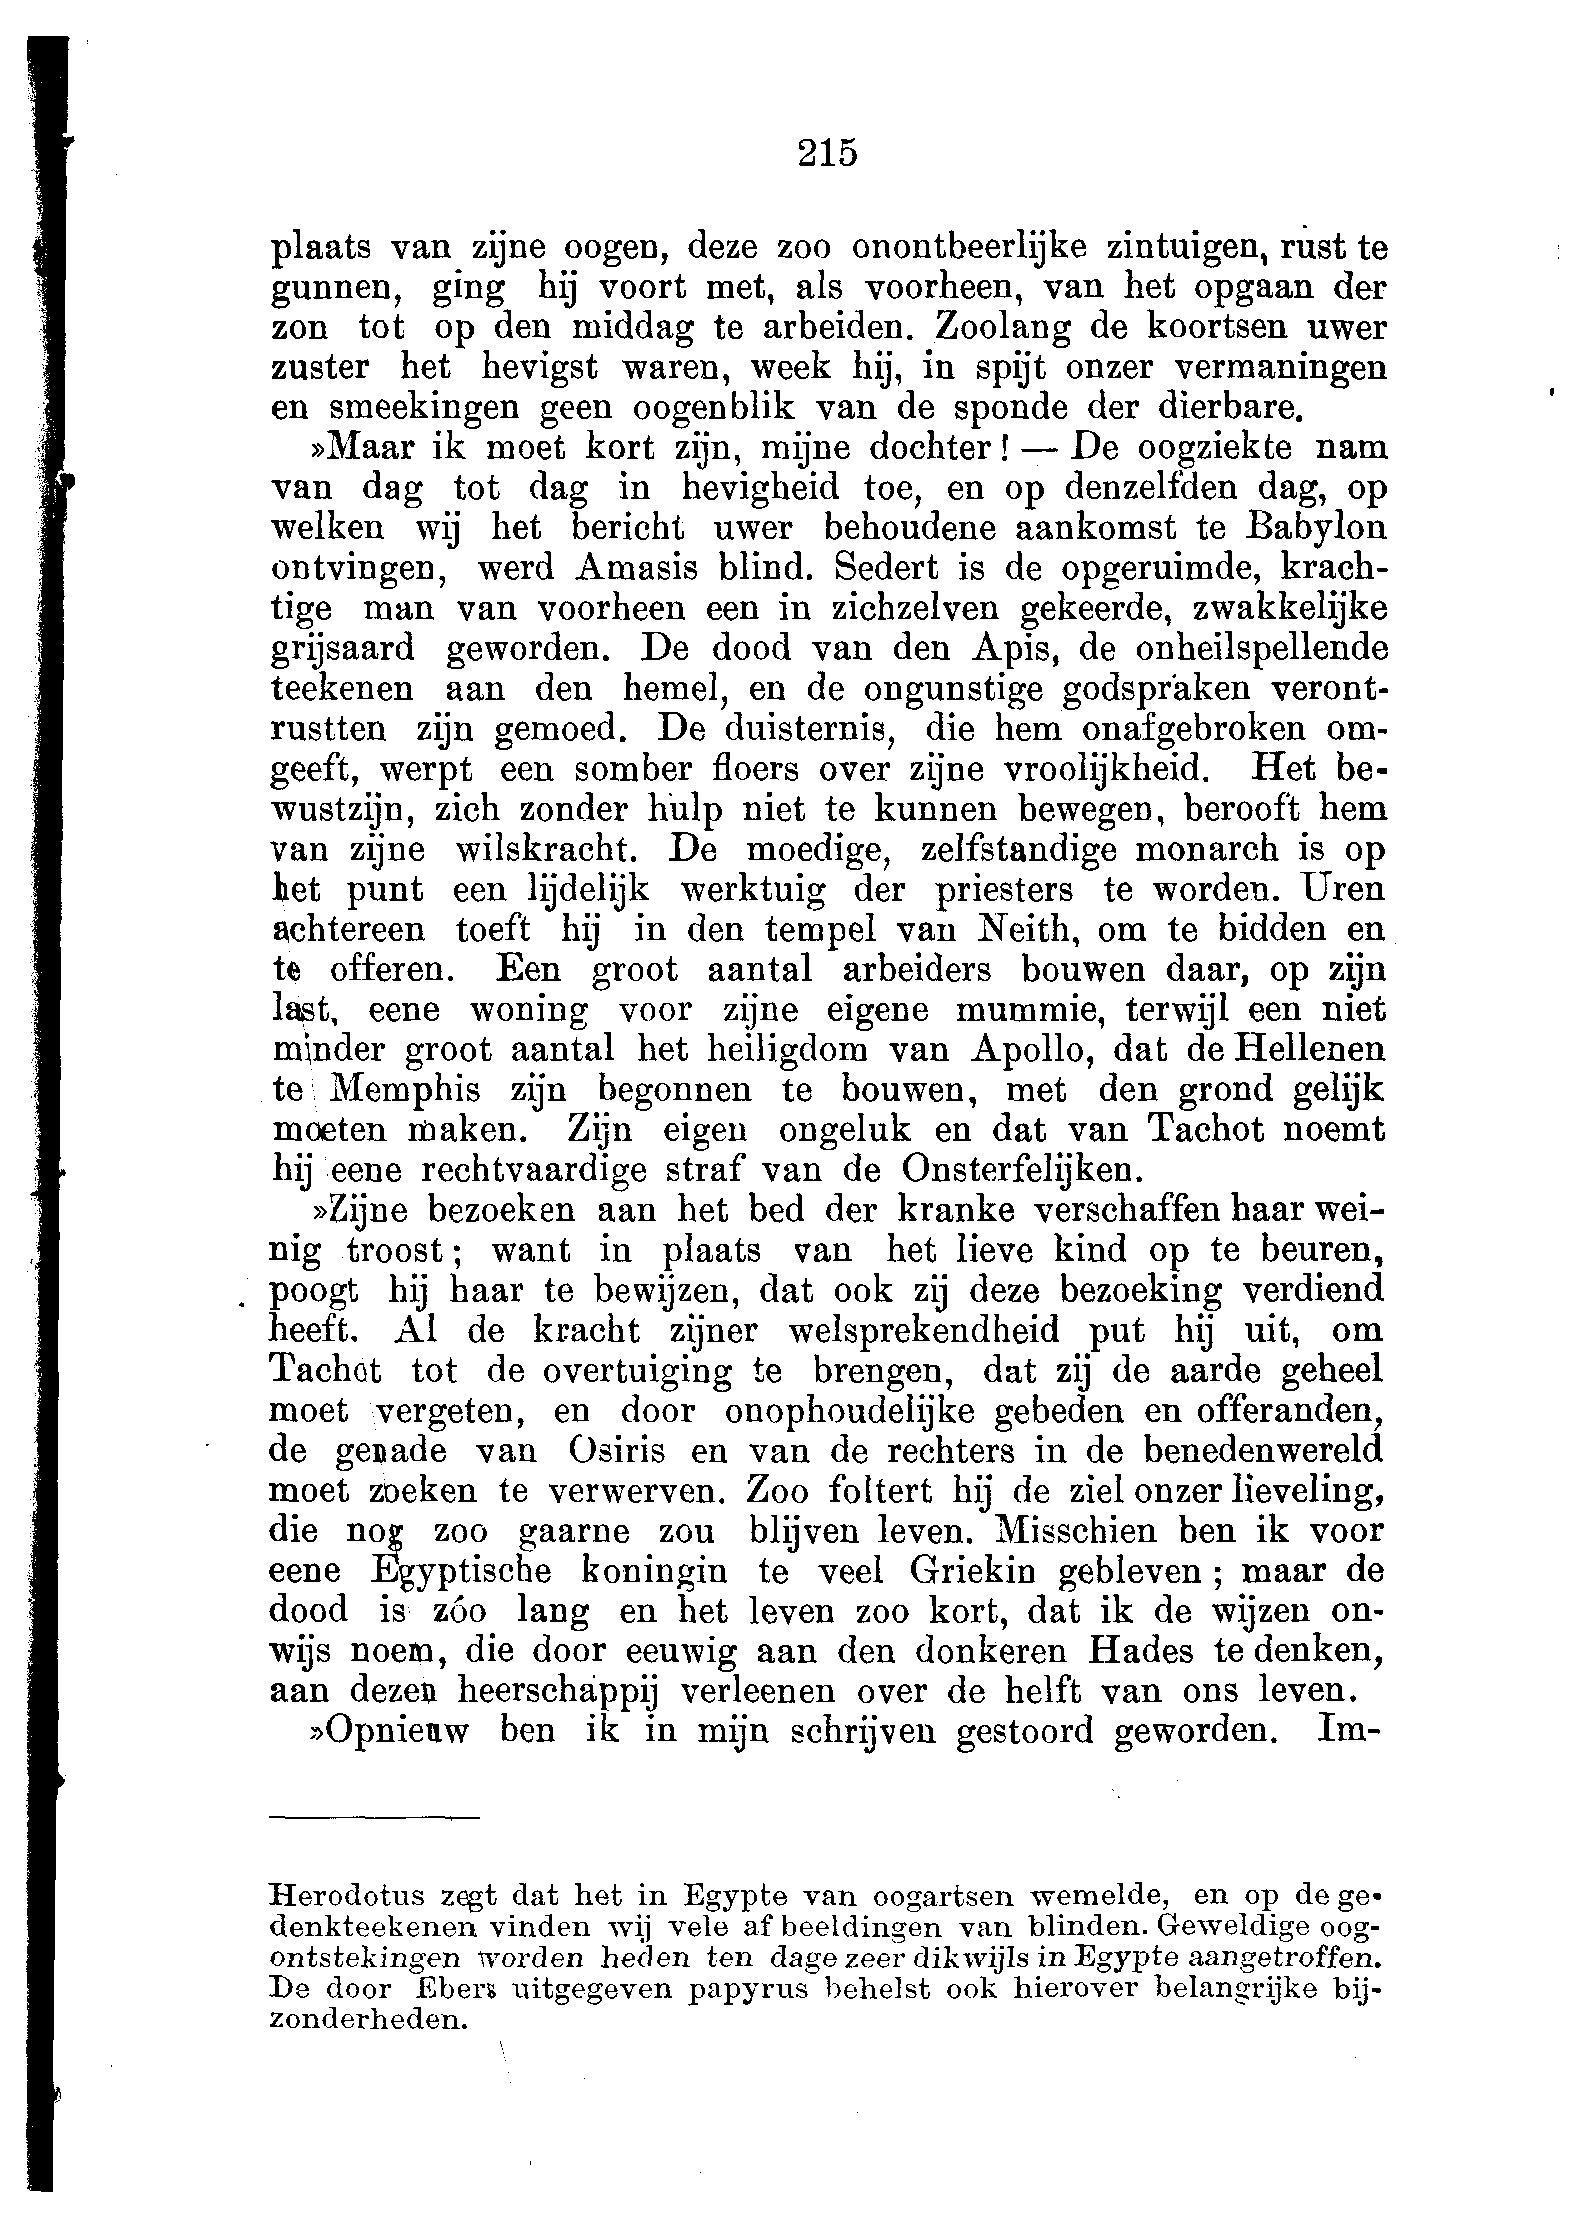 215
plaats van zijne oogen, deze zoo onontbeerlijke zintuigen, rust te
gunnen, ging hij voort met, als voorheen, van het opgaan der
zon tot op den middag te arbeiden. Zoolang de koortsen uwer
zuster het hevigst waren, week hij, in spijt onzer vermaningen
en smeekingen geen oogenblik van de sponde der dierbare.
»Maar ik moet kort zijn, mijne dochter! — De oogziekte nam
van dag tot dag in hevigheid toe, en op denzelfden dag, op
welken wij het bericht uwer behoudene aankomst te Babylon
ontvingen, werd Amasis blind. Sedert is de opgeruimde, krach-
tige man van voorheen een in zichzelven gekeerde, zwakkelijke
grijsaard geworden. De dood van den Apis, de onheilspellende
teekenen aan den hemel, en de ongunstige godspraken veront-
rustten zijn gemoed. De duisternis, die hem onafgebroken om-
geeft, werpt een somber floers over zijne vroolijkheid. Het be-
wustzijn, zich zonder hulp niet te kunnen bewegen, berooft hem
van zijne wilskracht. De moedige, zelfstandige monarch is op
het punt een lijdelijk werktuig der priesters te worden. Uren
achtereen toeft hij in den tempel van Neith, om te bidden en
te offeren. Een groot aantal arbeiders bouwen daar, op zijn
last, eene woning voor zijne eigene mummie, terwijl een niet
minder groot aantal het heiligdom van Apollo, dat de Hellenen
te Memphis zijn begonnen te bouwen, met den grond gelijk
moeten maken. Zijn eigen ongeluk en dat van Tachot noemt
hij eene rechtvaardige straf van de Onsterfelijken.
»Zijne bezoeken aan het bed der kranke verschaffen haar wei-
nig troost; want in plaats van het lieve kind op te beuren,
poogt hij haar te bewijzen, dat ook zij deze bezoeking verdiend
heeft. Al de kracht zijner welsprekendheid put hij uit, om
Tachot tot de overtuiging te brengen, dat zij de aarde geheel
moet vergeten, en door onophoudelijke gebeden en offeranden,
de genade van Osiris en van de rechters in de benedenwereld
moet zoeken te verwerven. Zoo foltert hij de ziel onzer lieveling,
die nog zoo gaarne zou blijven leven. Misschien ben ik voor
eene Egyptische koningin te veel Griekin gebleven; maar de
dood is zóo lang en het leven zoo kort, dat ik de wijzen on-
wijs noem, die door eeuwig aan den donkeren Hades te denken,
aan dezen heerschappij verleenen over de helft van ons leven.
»Opnieuw ben ik in mijn schrijven gestoord geworden. Im-
Herodotus zegt dat het in Egypte van oogartsen wemelde, en op de ge-
denkteekenen vinden wij vele afbeeldingen van blinden. Geweldige oog-
ontstekingen worden heden ten dage zeer dikwijls in Egypte aangetroffen.
De door Ebers uitgegeven papyrus behelst ook hierover belangrijke bij-
zonderheden.